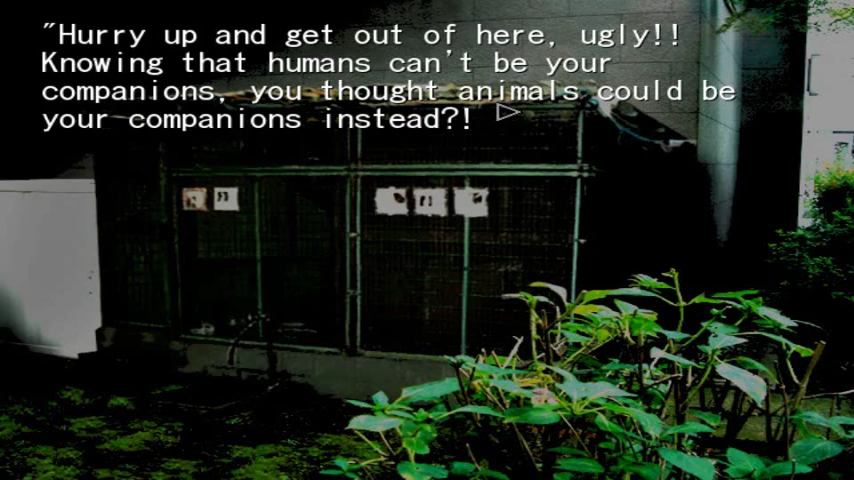 "Hurry up and get out of here, ugly!!
Knowing that humans can't be your
companions, you thought animals could be
your companions instead?!